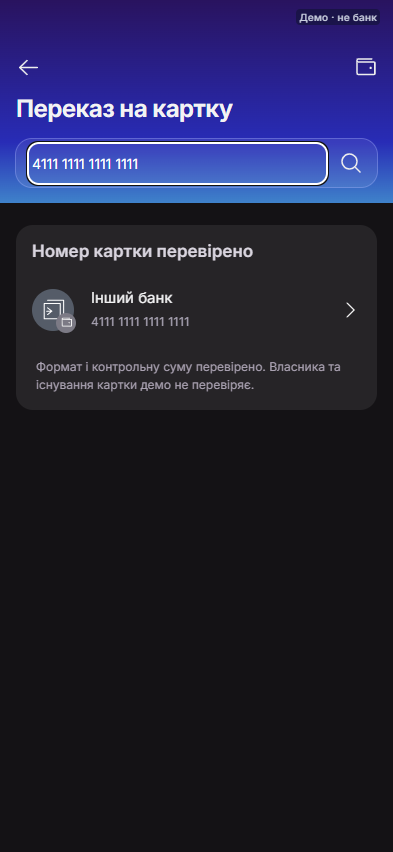 Демо · не банк
Переказ на картку
4111 1111 1111 1111
Номер картки перевірено
Інший банк
4111 1111 1111 1111
Формат і контрольну суму перевірено. Власника та
існування картки демо не перевіряє.